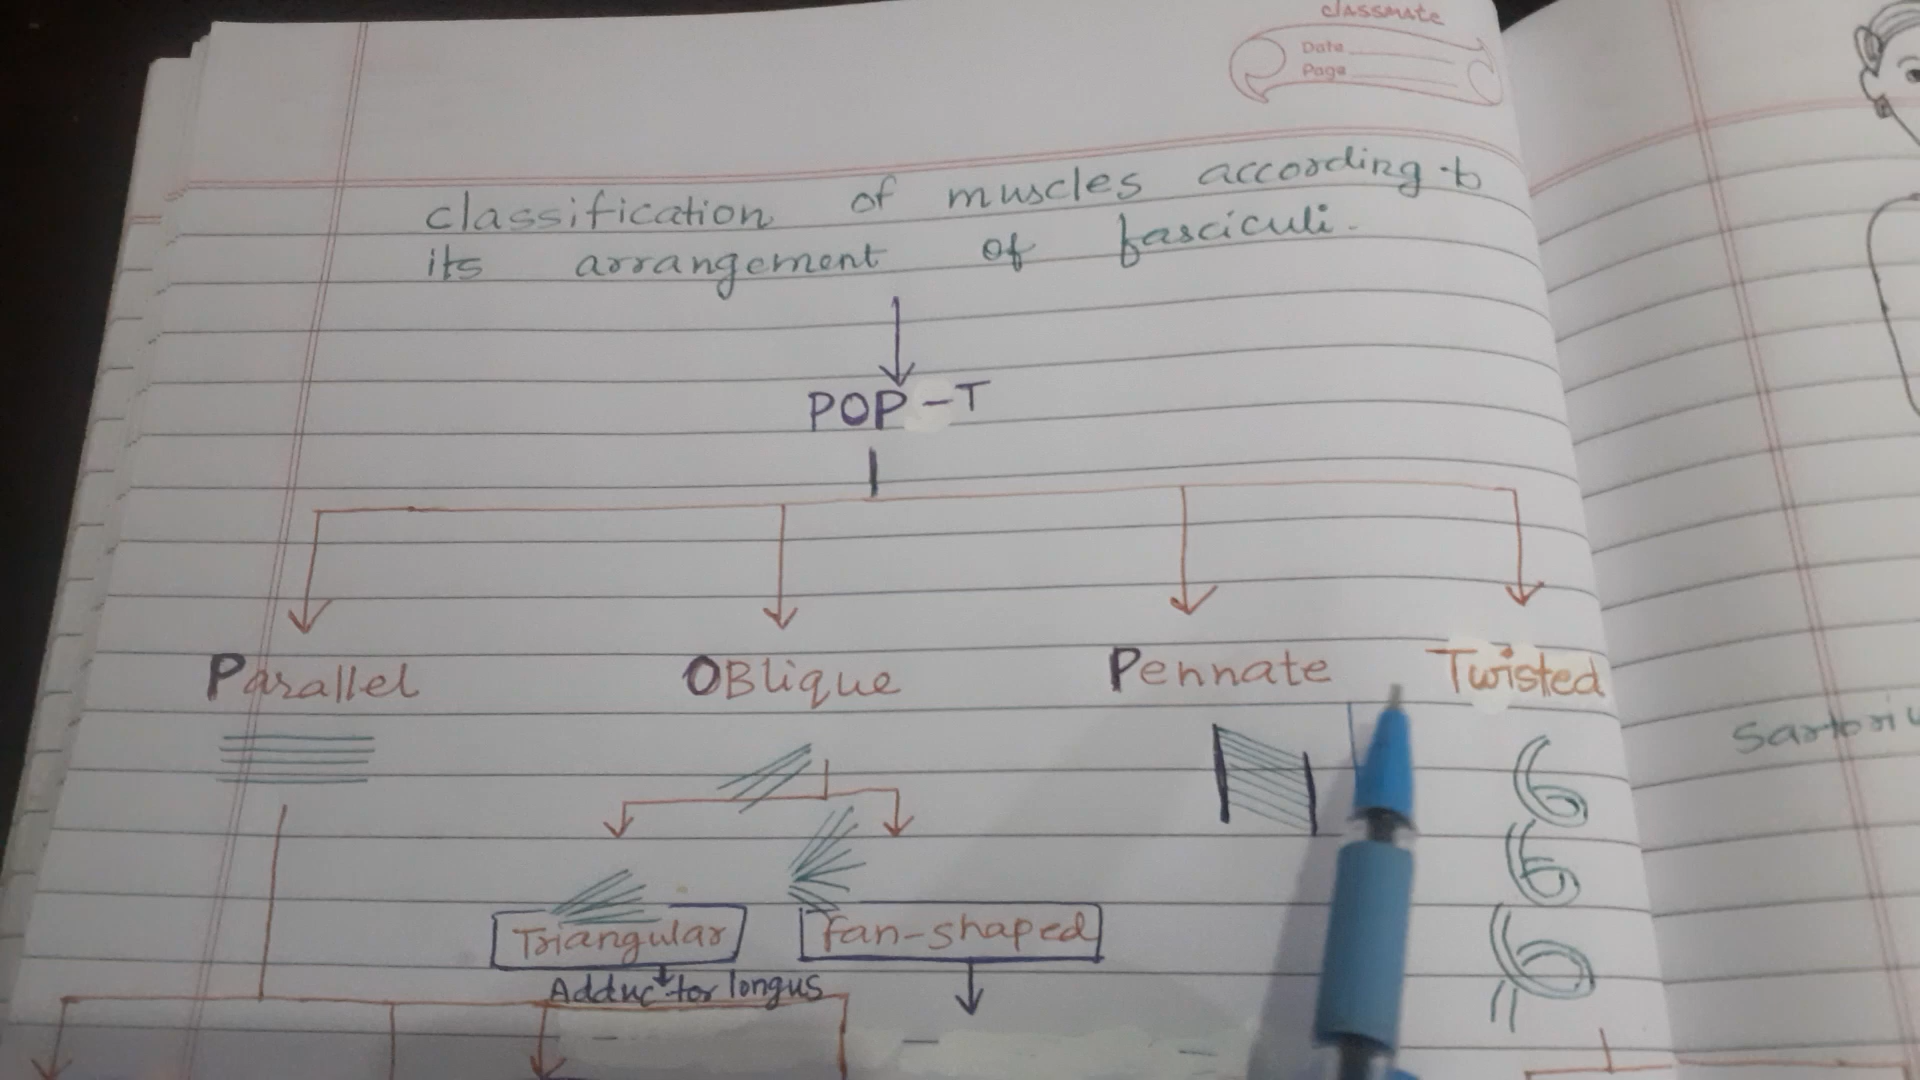 classmate
Date
Page
classification of muscles according to
its arrangement of fasciculi.
POP-T
Parallel OBlique Pennate Twisted
Triangular fan-shaped
Adductor longus